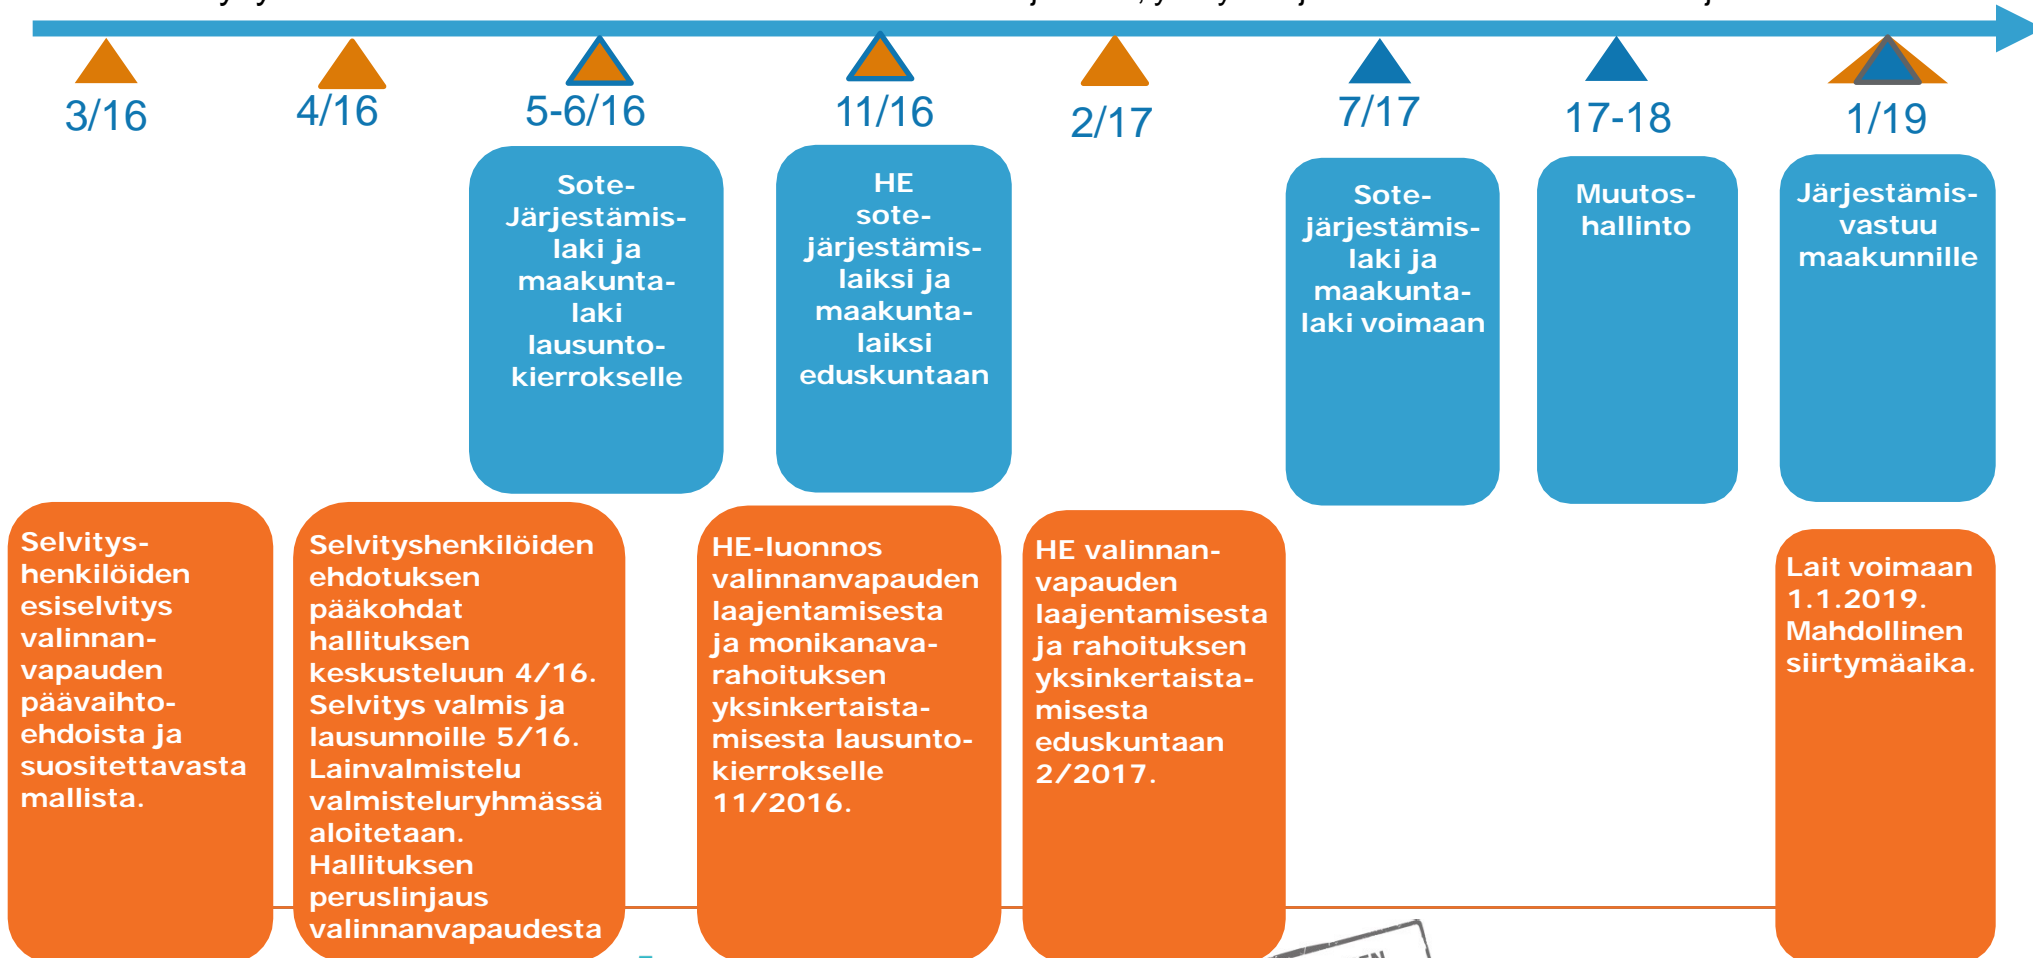 3/16
4/16
5-6/16
11/16
2/17
7/17
17-18
1/19
Sote-
Järjestämis-
laki ja
maakunta-
laki
lausunto-
kierrokselle
HE
sote-
järjestämis-
laiksi ja
maakunta-
laiksi
eduskuntaan
Sote-
järjestämis-
laki ja
maakunta-
laki voimaan
Muutos-
hallinto
Järjestämis-
vastuu
maakunnille
Selvitys-
henkilöiden
esiselvitys
valinnan-
vapauden
päävaihto-
ehdoista ja
suositettavasta
mallista.
Selvityshenkilöiden
ehdotuksen
pääkohdat
hallituksen
keskusteluun 4/16.
Selvitys valmis ja
lausunnoille 5/16.
Lainvalmistelu
valmisteluryhmässä
aloitetaan.
Hallituksen
peruslinjaus
valinnanvapaudesta
HE-luonnos
valinnanvapauden
laajentamisesta
ja monikanava-
rahoituksen
yksinkertaista-
misesta lausunto-
kierrokselle
11/2016.
HE valinnan-
vapauden
laajentamisesta
ja rahoituksen
yksinkertaista-
misesta
eduskuntaan
2/2017.
Lait voimaan
1.1.2019.
Mahdollinen
siirtymäaika.